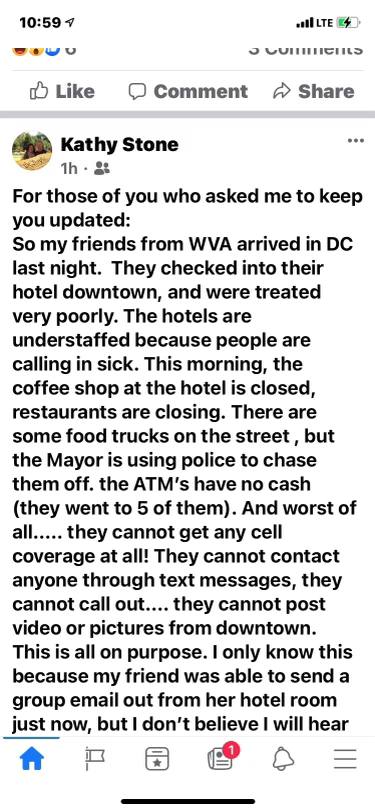 10:59 LTE
6 3 Comments
Like Comment Share
Kathy Stone
1h ·
For those of you who asked me to keep
you updated:
So my friends from WVA arrived in DC
last night. They checked into their
hotel downtown, and were treated
very poorly. The hotels are
understaffed because people are
calling in sick. This morning, the
coffee shop at the hotel is closed,
restaurants are closing. There are
some food trucks on the street , but
the Mayor is using police to chase
them off. the ATM’s have no cash
(they went to 5 of them). And worst of
all..... they cannot get any cell
coverage at all! They cannot contact
anyone through text messages, they
cannot call out.... they cannot post
video or pictures from downtown.
This is all on purpose. I only know this
because my friend was able to send a
group email out from her hotel room
just now, but I don’t believe I will hear
1